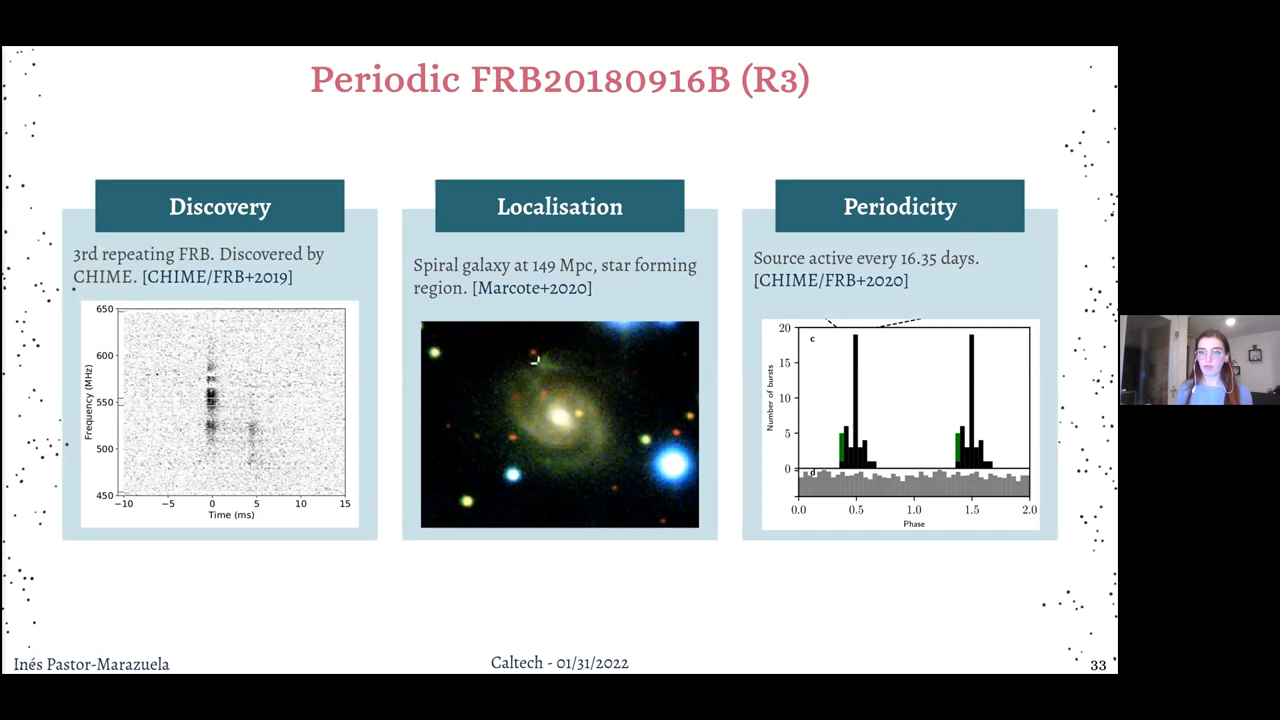 Periodic FRB20180916B (R3)
Discovery
3rd repeating FRB. Discovered by
CHIME. [CHIME/FRB+2019]
650
600
550
500
450
Frequency (MHz)
−10 −5 0 5 10 15
Time (ms)
Localisation
Spiral galaxy at 149 Mpc, star forming
region. [Marcote+2020]
Periodicity
Source active every 16.35 days.
[CHIME/FRB+2020]
20
15
10
5
0
Number of bursts
c
d
0.0 0.5 1.0 1.5 2.0
Phase
Inés Pastor-Marazuela
Caltech - 01/31/2022
33